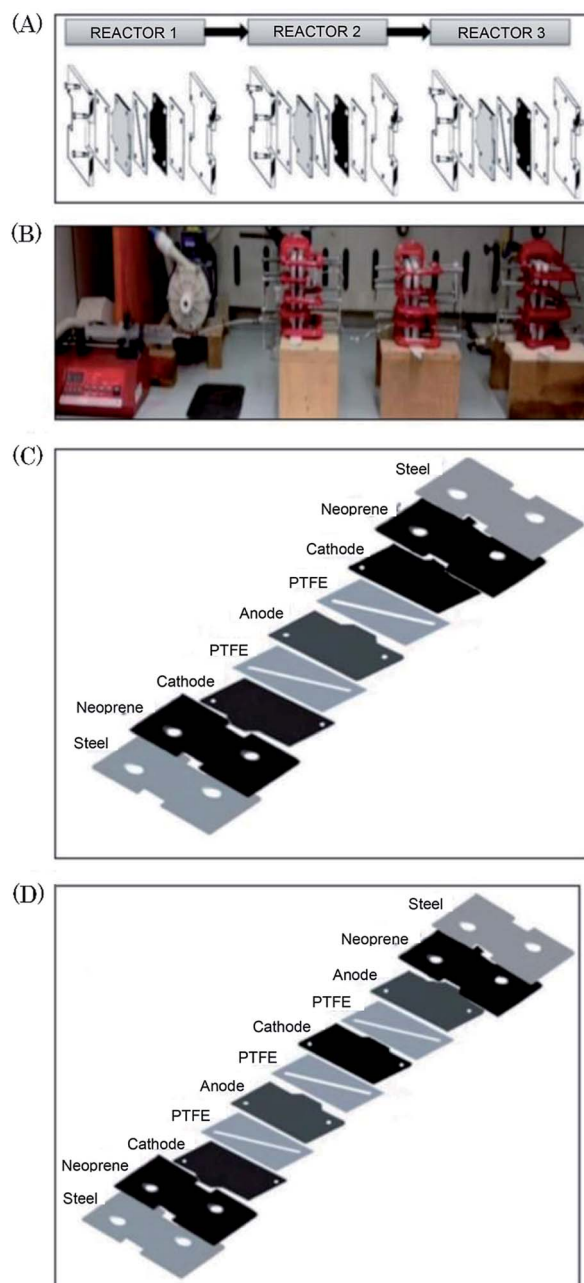 (A)
REACTOR 1
REACTOR 2
REACTOR 3
(B)
(C)
Steel
Neoprene
Cathode
PTFE
Anode
PTFE
Cathode
Neoprene
Steel
(D)
Steel
Neoprene
Anode
PTFE
Cathode
PTFE
Anode
PTFE
Cathode
Neoprene
Steel